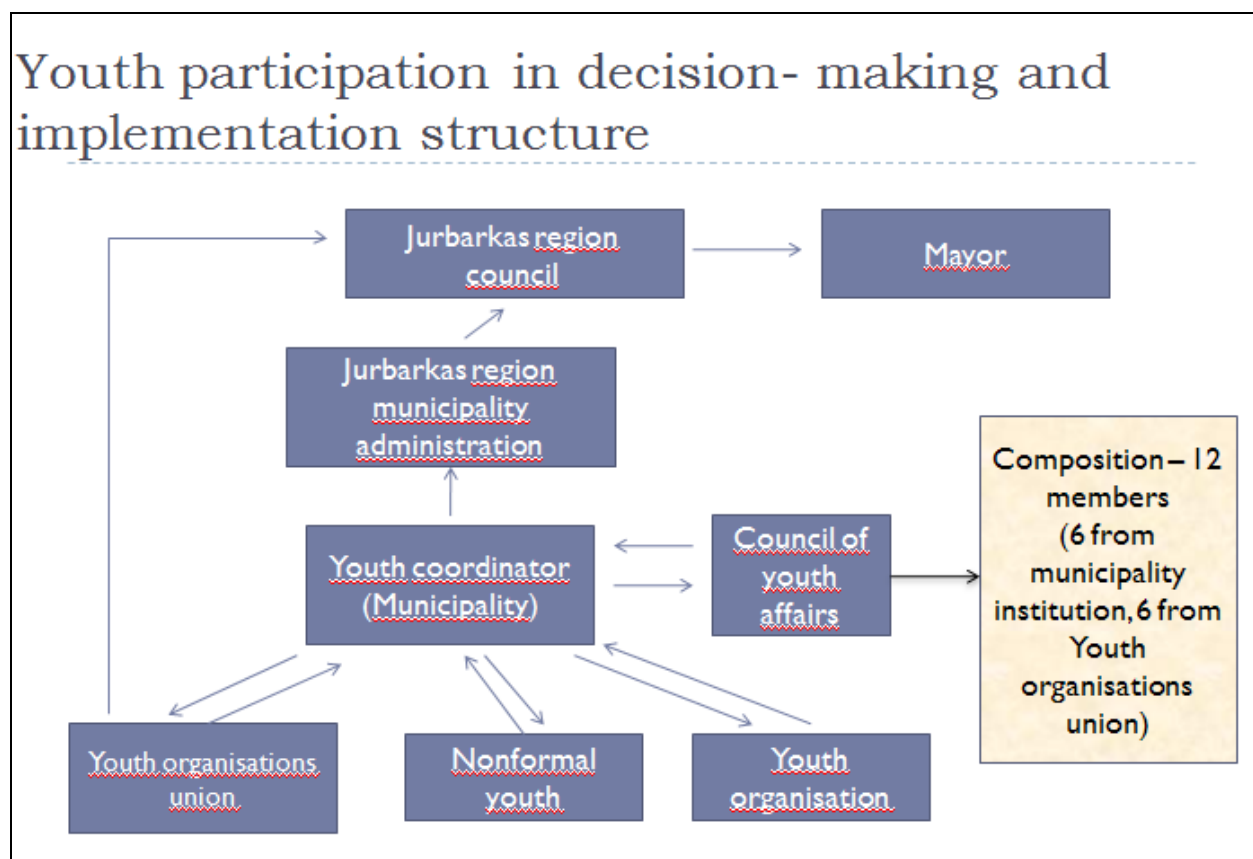 Youth participation in decision- making and
implementation structure
Jurbarkas region
council
Mayor
Jurbarkas region
municipality
administration
Composition – 12
members
(6 from
municipality
institution, 6 from
Youth
organisations
union)
Youth coordinator
(Municipality)
Council of
youth
affairs
Youth organisations
union
Nonformal
youth
Youth
organisation